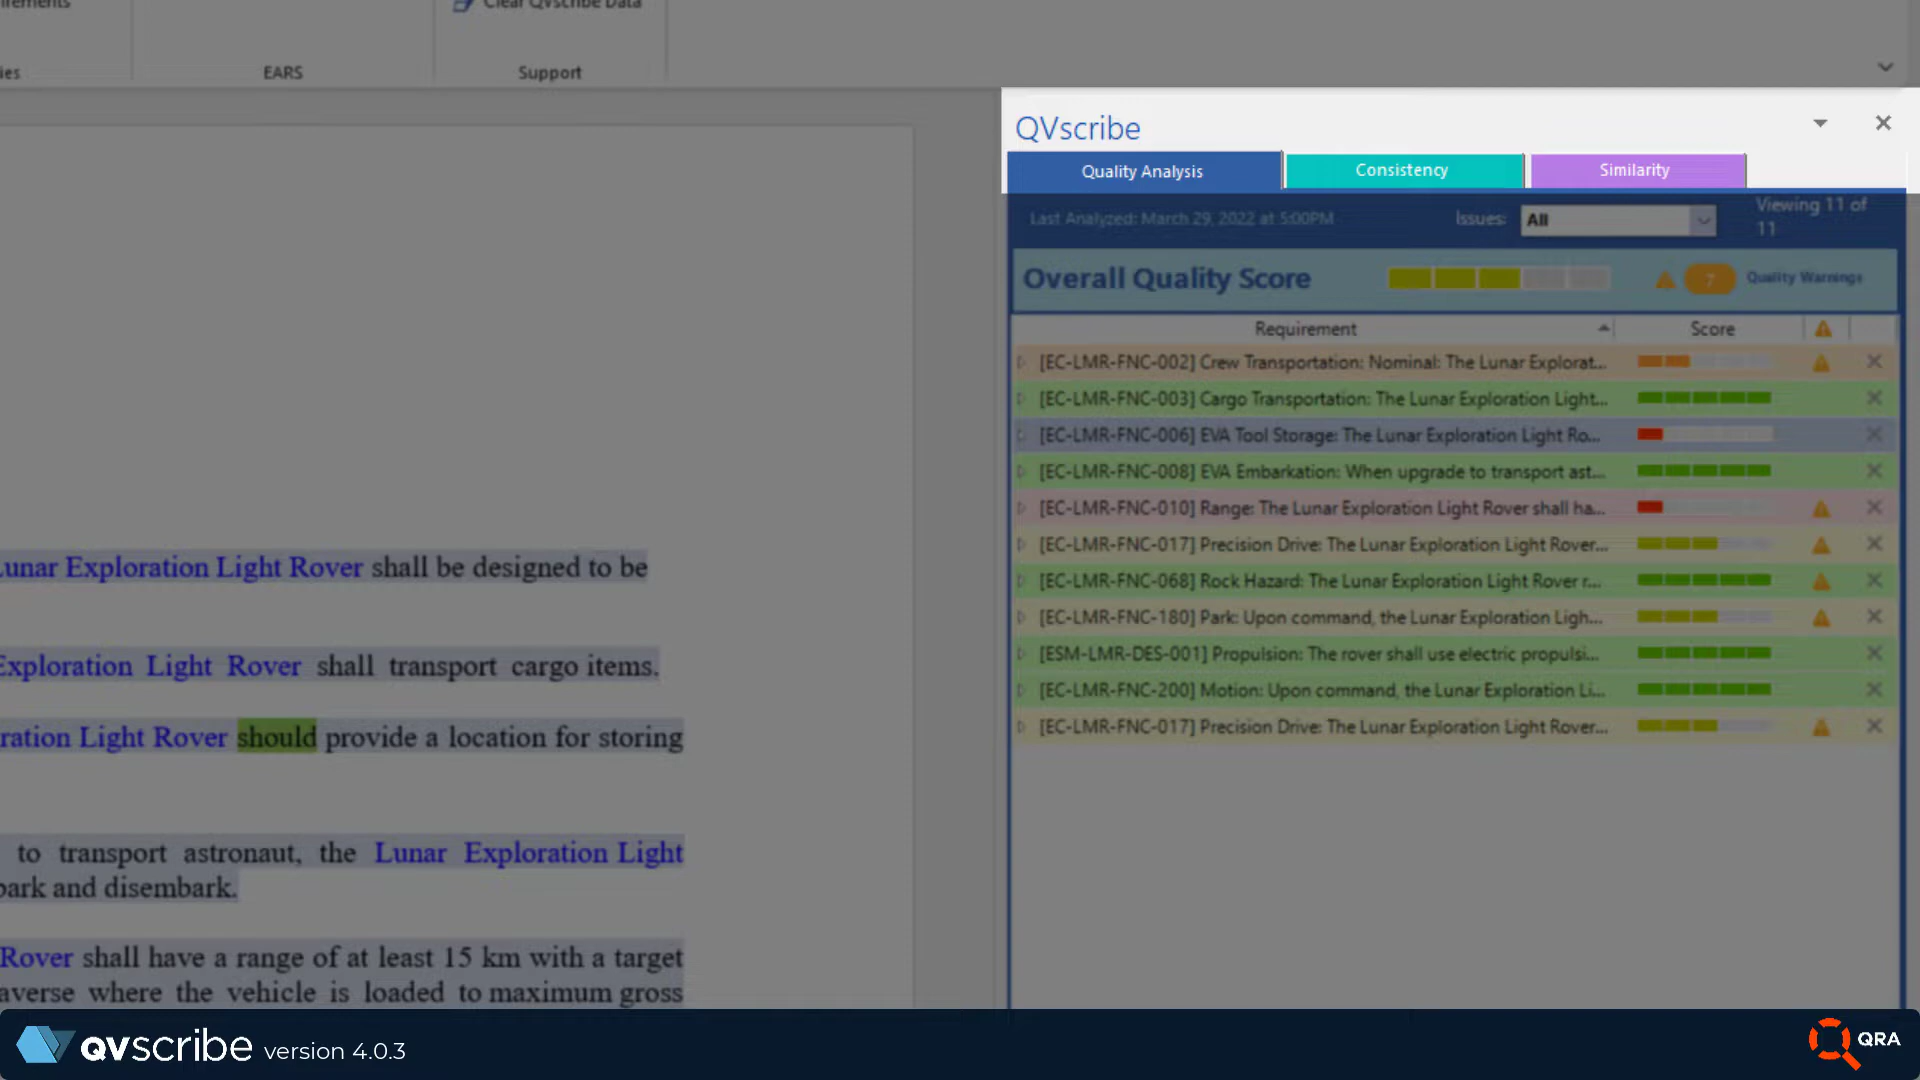 Clear QVscribe Data
ies
EARS
Support
QVscribe
Quality Analysis
Consistency
Similarity
Last Analyzed: March 29, 2022 at 5:00PM
Issues:
All
Viewing 11 of
11
Overall Quality Score
7
Quality Warnings
Requirement
Score
[EC-LMR-FNC-002] Crew Transportation: Nominal: The Lunar Explorat...
[EC-LMR-FNC-003] Cargo Transportation: The Lunar Exploration Light...
[EC-LMR-FNC-006] EVA Tool Storage: The Lunar Exploration Light Ro...
[EC-LMR-FNC-008] EVA Embarkation: When upgrade to transport ast...
[EC-LMR-FNC-010] Range: The Lunar Exploration Light Rover shall ha...
[EC-LMR-FNC-017] Precision Drive: The Lunar Exploration Light Rover...
[EC-LMR-FNC-068] Rock Hazard: The Lunar Exploration Light Rover r...
[EC-LMR-FNC-180] Park: Upon command, the Lunar Exploration Ligh...
[ESM-LMR-DES-001] Propulsion: The rover shall use electric propulsi...
[EC-LMR-FNC-200] Motion: Upon command, the Lunar Exploration Li...
[EC-LMR-FNC-017] Precision Drive: The Lunar Exploration Light Rover...
Lunar Exploration Light Rover shall be designed to be
Exploration Light Rover shall transport cargo items.
ration Light Rover should provide a location for storing
to transport astronaut, the Lunar Exploration Light
bark and disembark.
Rover shall have a range of at least 15 km with a target
averse where the vehicle is loaded to maximum gross
qvscribe version 4.0.3
QRA